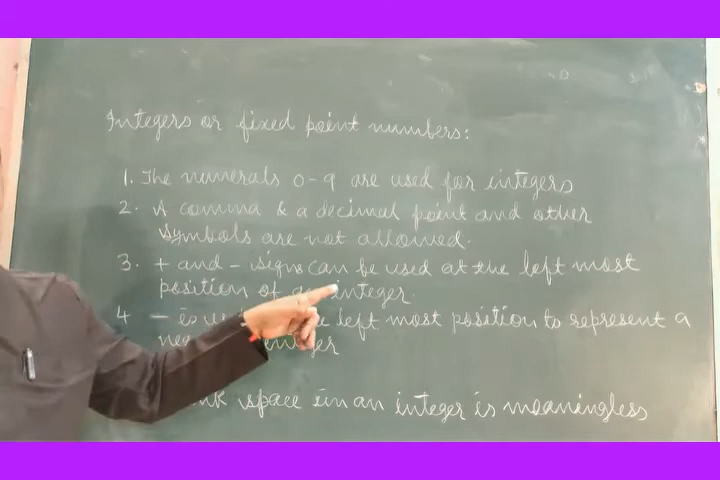 Integers or fixed point numbers:
1. The numerals 0-9 are used for integers
2. A comma & a decimal point and other
symbols are not allowed.
3. + and - signs can be used at the left most
position of integer.
4 - is left most position to represent a
space in an integer is meaningless